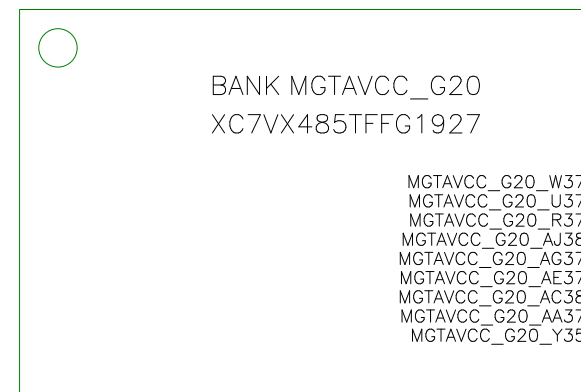 BANK MGTAVCC_G20
XC7VX485TFFG1927
MGTAVCC_G20_W37
MGTAVCC_G20_U37
MGTAVCC_G20_R37
MGTAVCC_G20_AJ38
MGTAVCC_G20_AG37
MGTAVCC_G20_AE37
MGTAVCC_G20_AC38
MGTAVCC_G20_AA37
MGTAVCC_G20_Y35